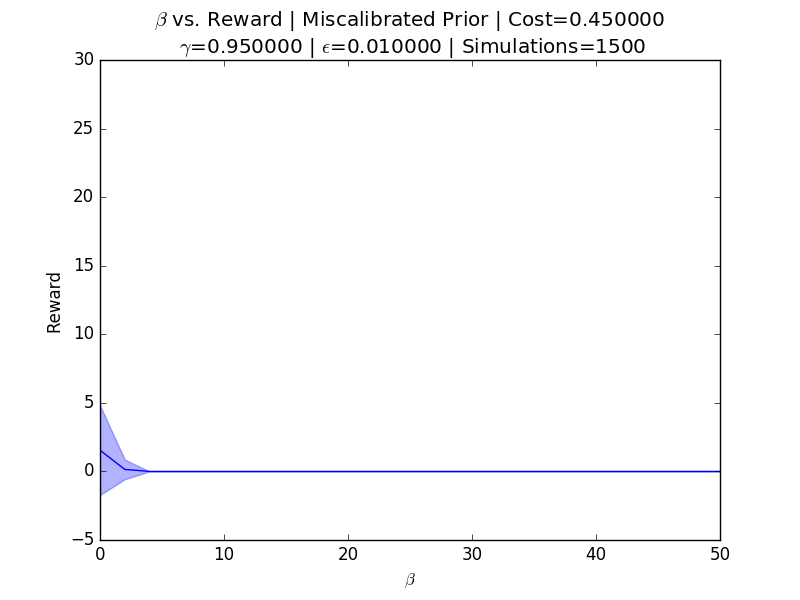 β vs. Reward | Miscalibrated Prior | Cost=0.450000
γ=0.950000 | ϵ=0.010000 | Simulations=1500
30
25
20
15
10
5
0
−5
Reward
0 10 20 30 40 50
β